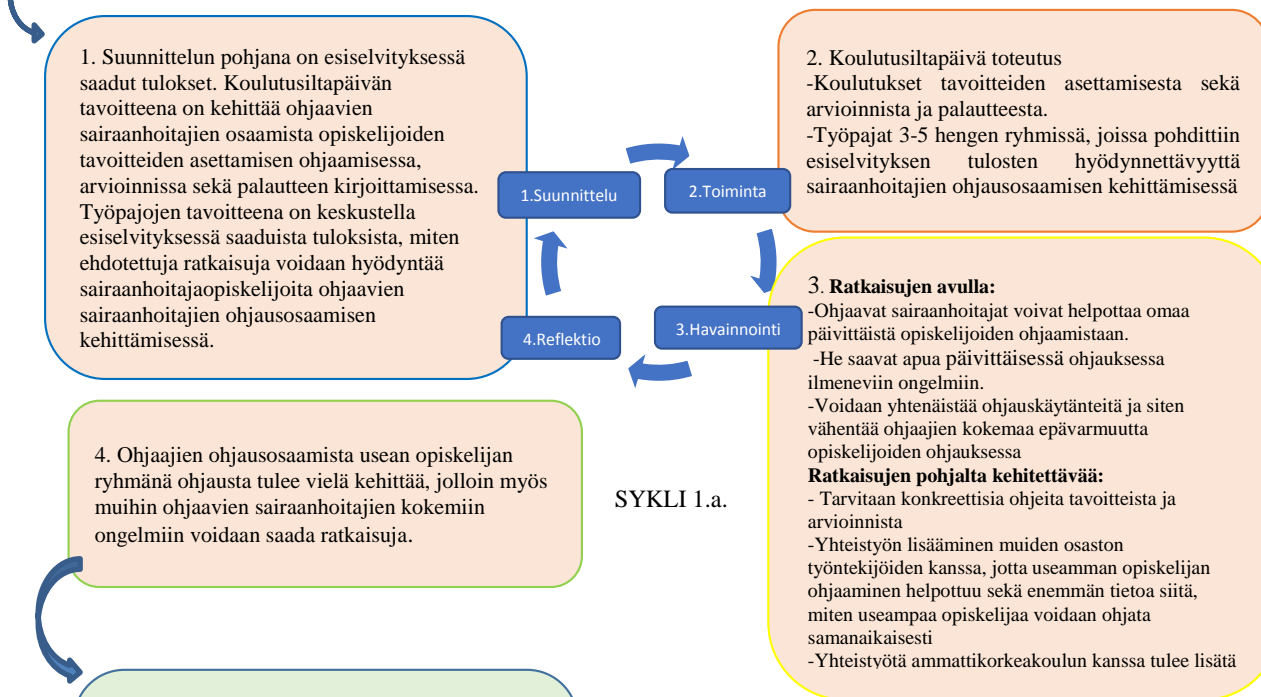 1. Suunnittelun pohjana on esiselvityksessä
saadut tulokset. Koulutusiltapäivän
tavoitteena on kehittää ohjaavien
sairaanhoitajien osaamista opiskelijoiden
tavoitteiden asettamisen ohjaamisessa,
arvioinnissa sekä palautteen kirjoittamisessa.
Työpajojen tavoitteena on keskustella
esiselvityksessä saaduista tuloksista, miten
ehdotettuja ratkaisuja voidaan hyödyntää
sairaanhoitajaopiskelijoita ohjaavien
sairaanhoitajien ohjausosaamisen
kehittämisessä.
2. Koulutusiltapäivä toteutus
-Koulutukset tavoitteiden asettamisesta sekä
arvioinnista ja palautteesta.
-Työpajat 3-5 hengen ryhmissä, joissa pohdittiin
esiselvityksen tulosten hyödynnettävyyttä
sairaanhoitajien ohjausosaamisen kehittämisessä
1.Suunnittelu
2.Toiminta
3.Havainnointi
4.Reflektio
3. Ratkaisujen avulla:
-Ohjaavat sairaanhoitajat voivat helpottaa omaa
päivittäistä opiskelijoiden ohjaamistaan.
-He saavat apua päivittäisessä ohjauksessa
ilmeneviin ongelmiin.
-Voidaan yhtenäistää ohjauskäytänteitä ja siten
vähentää ohjaajien kokemaa epävarmuutta
opiskelijoiden ohjauksessa
Ratkaisujen pohjalta kehitettävää:
- Tarvitaan konkreettisia ohjeita tavoitteista ja
arvioinnista
-Yhteistyön lisääminen muiden osaston
työntekijöiden kanssa, jotta useamman opiskelijan
ohjaaminen helpottuu sekä enemmän tietoa siitä,
miten useampaa opiskelijaa voidaan ohjata
samanaikaisesti
-Yhteistyötä ammattikorkeakoulun kanssa tulee lisätä
4. Ohjaajien ohjausosaamista usean opiskelijan
ryhmänä ohjausta tulee vielä kehittää, jolloin myös
muihin ohjaavien sairaanhoitajien kokemiin
ongelmiin voidaan saada ratkaisuja.
SYKLI 1.a.